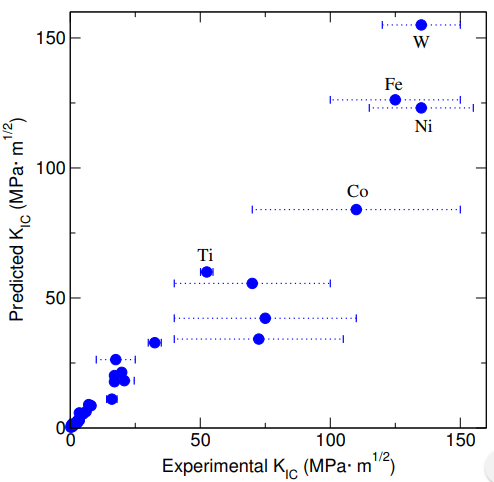 150
W
Fe
Ni
100
Co
Ti
50
0
0 50 100 150
Predicted K_IC (MPa· m^1/2)
Experimental K_IC (MPa· m^1/2)